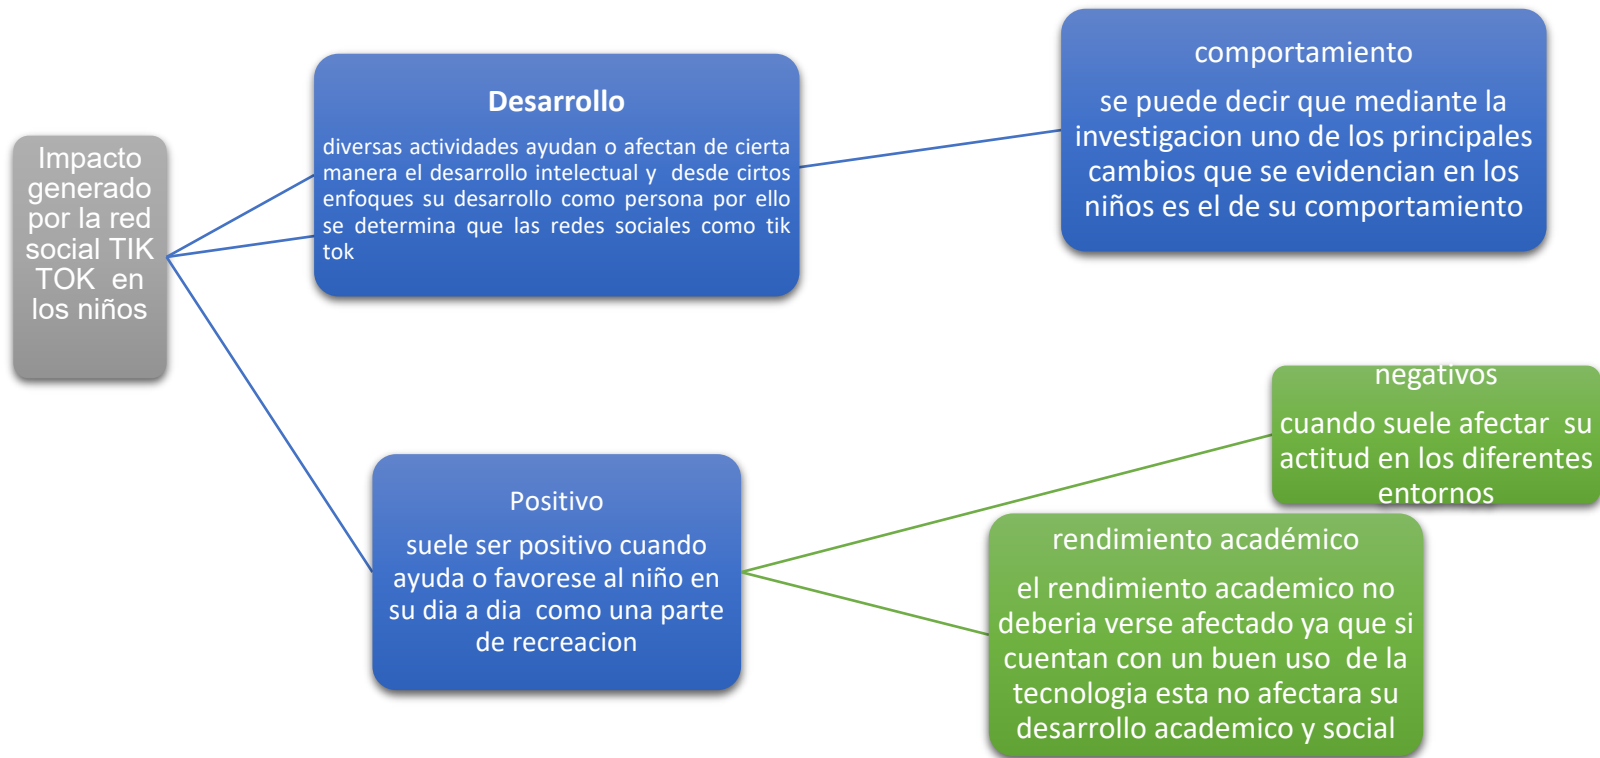 Impacto
generado
por la red
social TIK
TOK en
los niños
Desarrollo
diversas actividades ayudan o afectan de cierta
manera el desarrollo intelectual y desde cirtos
enfoques su desarrollo como persona por ello
se determina que las redes sociales como tik
tok
comportamiento
se puede decir que mediante la
investigacion uno de los principales
cambios que se evidencian en los
niños es el de su comportamiento
Positivo
suele ser positivo cuando
ayuda o favorese al niño en
su dia a dia como una parte
de recreacion
negativos
cuando suele afectar su
actitud en los diferentes
entornos
rendimiento académico
el rendimiento academico no
deberia verse afectado ya que si
cuentan con un buen uso de la
tecnologia esta no afectara su
desarrollo academico y social